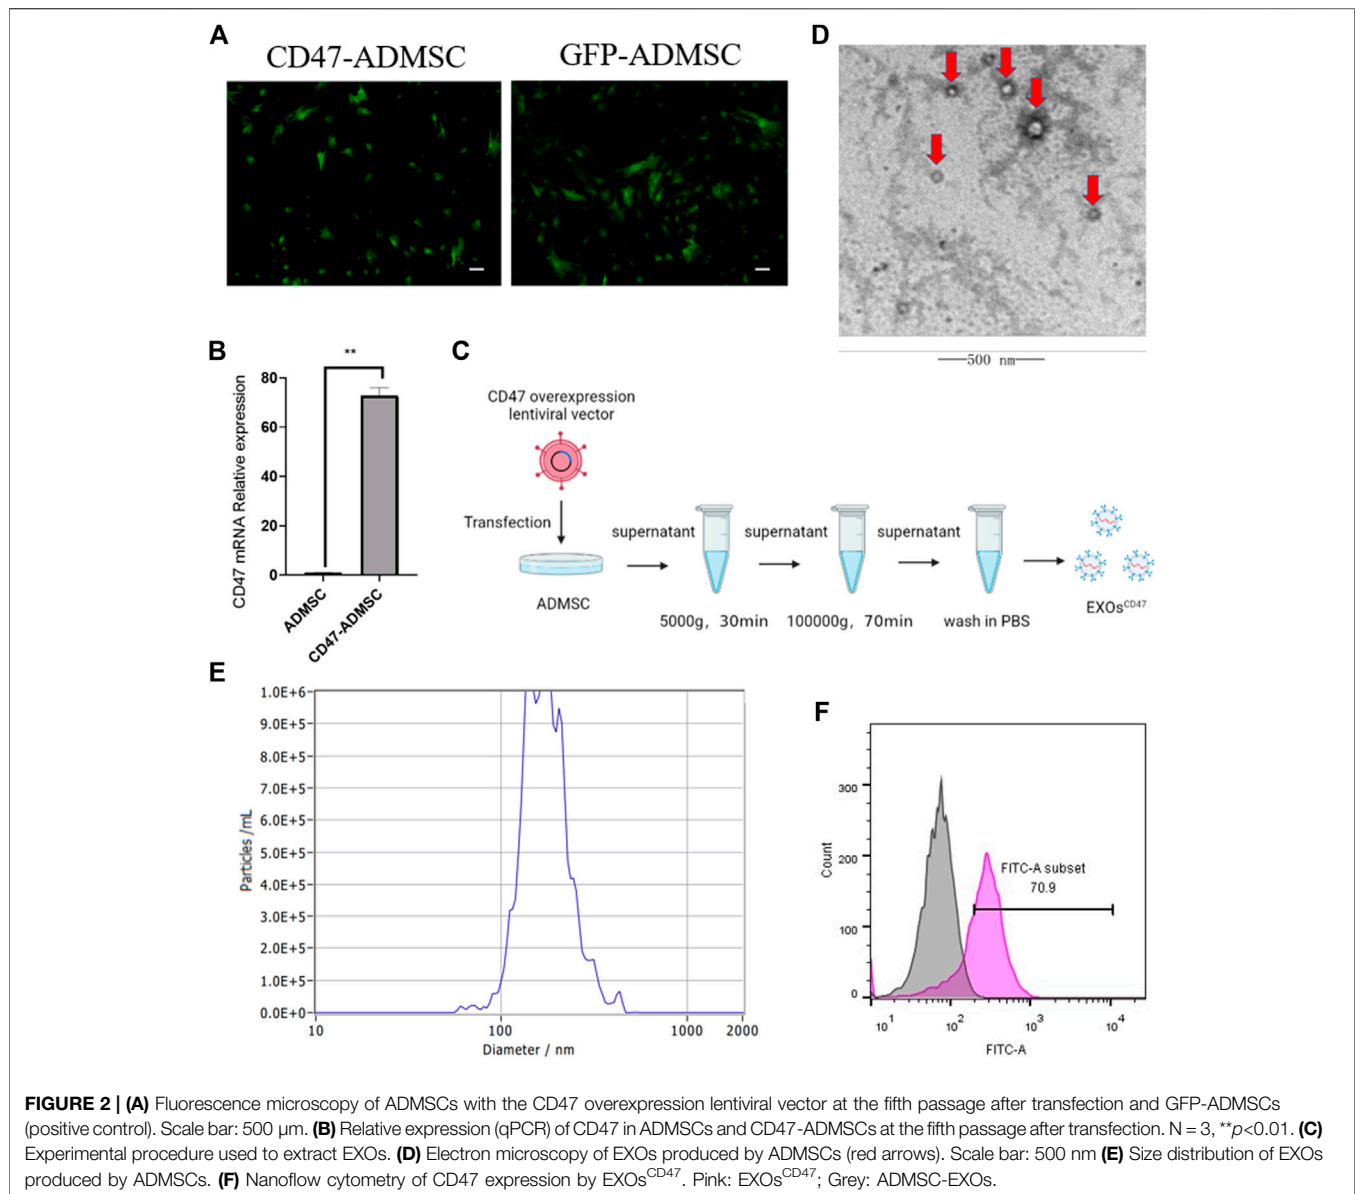 A
CD47-ADMSC
GFP-ADMSC
D
500 nm
B
**
80
60
40
20
0
CD47 mRNA Relative expression
ADMSC
CD47-ADMSC
C
CD47 overexpression
lentiviral vector
Transfection
ADMSC
supernatant
supernatant
supernatant
5000g, 30min
100000g, 70min
wash in PBS
EXOsCD47
E
1.0E+6
9.0E+5
8.0E+5
7.0E+5
6.0E+5
5.0E+5
4.0E+5
3.0E+5
2.0E+5
1.0E+5
0.0E+0
Particles /mL
10
100
1000
2000
Diameter / nm
F
300
200
100
0
Count
FITC-A subset
70.9
10^1
10^2
10^3
10^4
FITC-A
FIGURE 2 | (A) Fluorescence microscopy of ADMSCs with the CD47 overexpression lentiviral vector at the fifth passage after transfection and GFP-ADMSCs
(positive control). Scale bar: 500 μm. (B) Relative expression (qPCR) of CD47 in ADMSCs and CD47-ADMSCs at the fifth passage after transfection. N = 3, **p<0.01. (C)
Experimental procedure used to extract EXOs. (D) Electron microscopy of EXOs produced by ADMSCs (red arrows). Scale bar: 500 nm (E) Size distribution of EXOs
produced by ADMSCs. (F) Nanoflow cytometry of CD47 expression by EXOsCD47. Pink: EXOsCD47; Grey: ADMSC-EXOs.